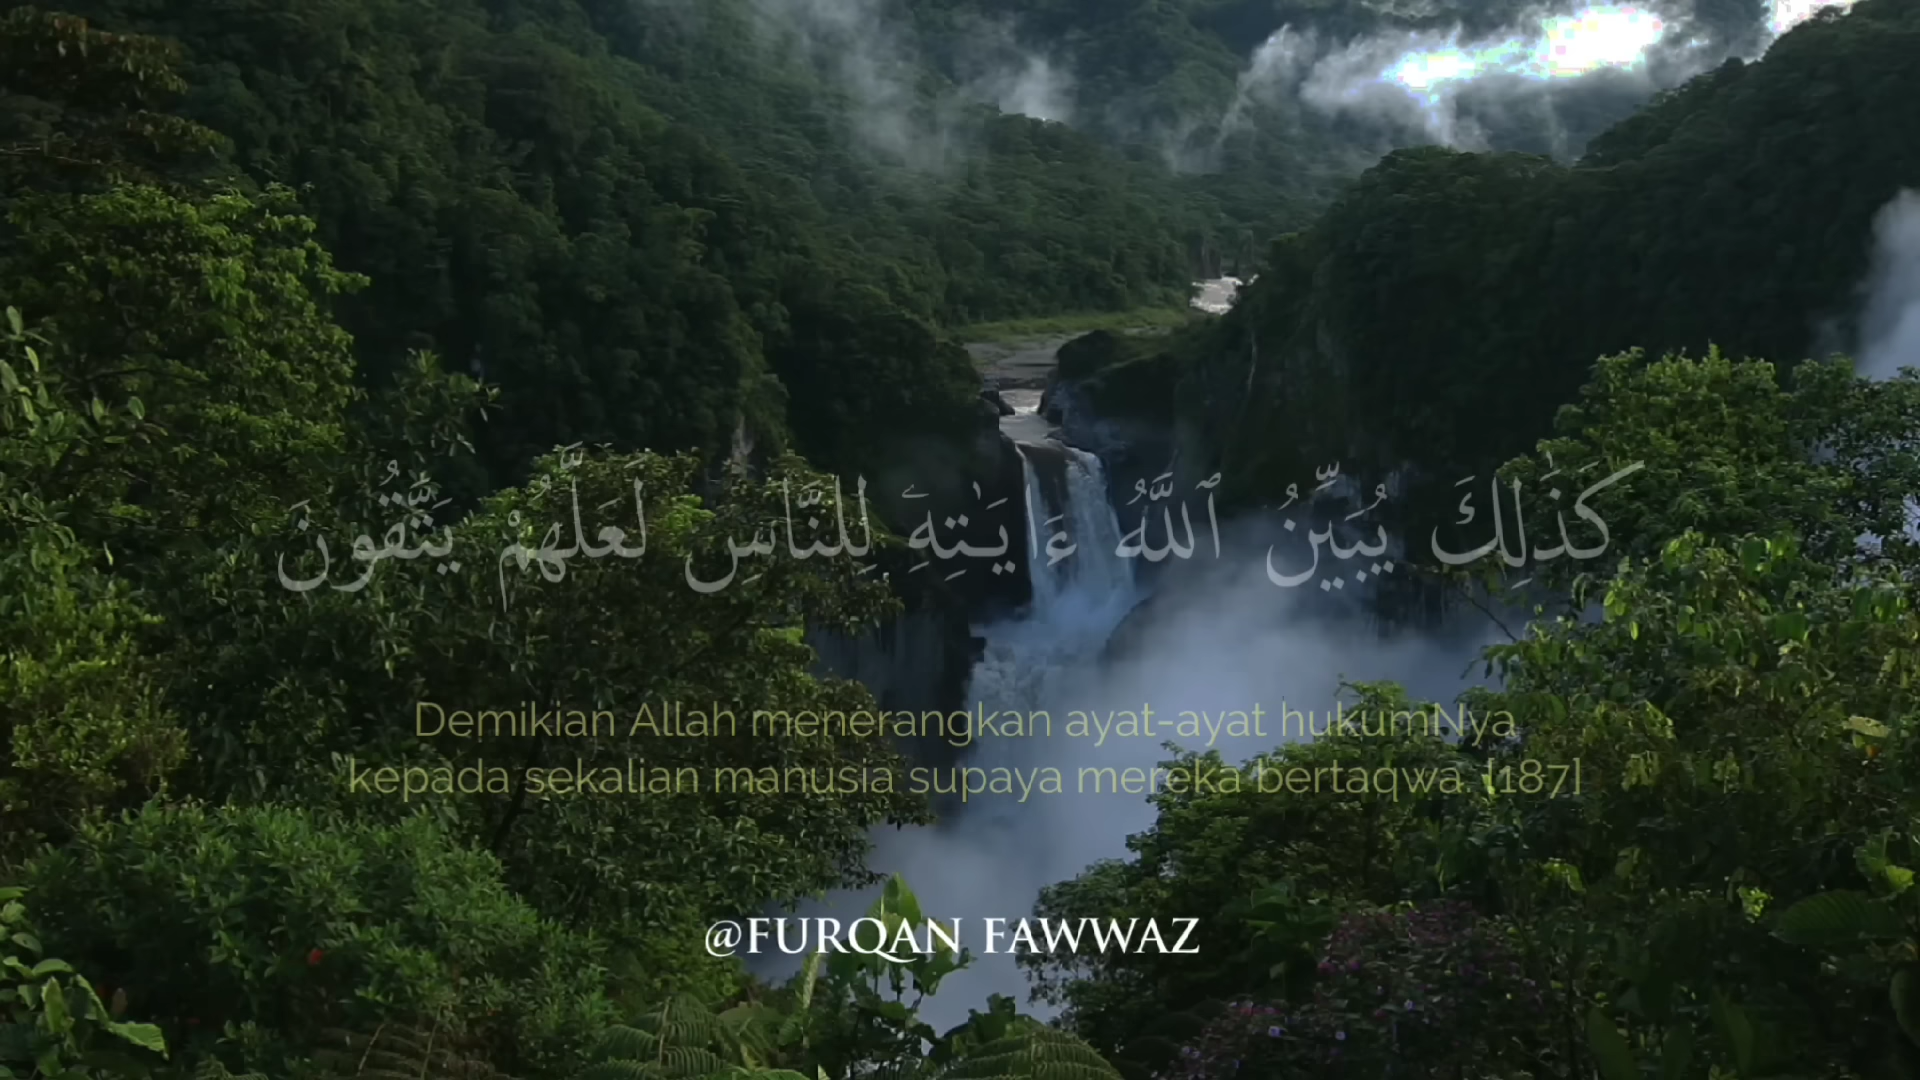 كَذَٰلِكَ يُبَيِّنُ ٱللَّهُ ءَايَـٰتِهِۦ لِلنَّاسِ لَعَلَّهُمْ يَتَّقُونَ
Demikian Allah menerangkan ayat-ayat hukumNya
kepada sekalian manusia supaya mereka bertaqwa. [187]
@FURQAN FAWWAZ